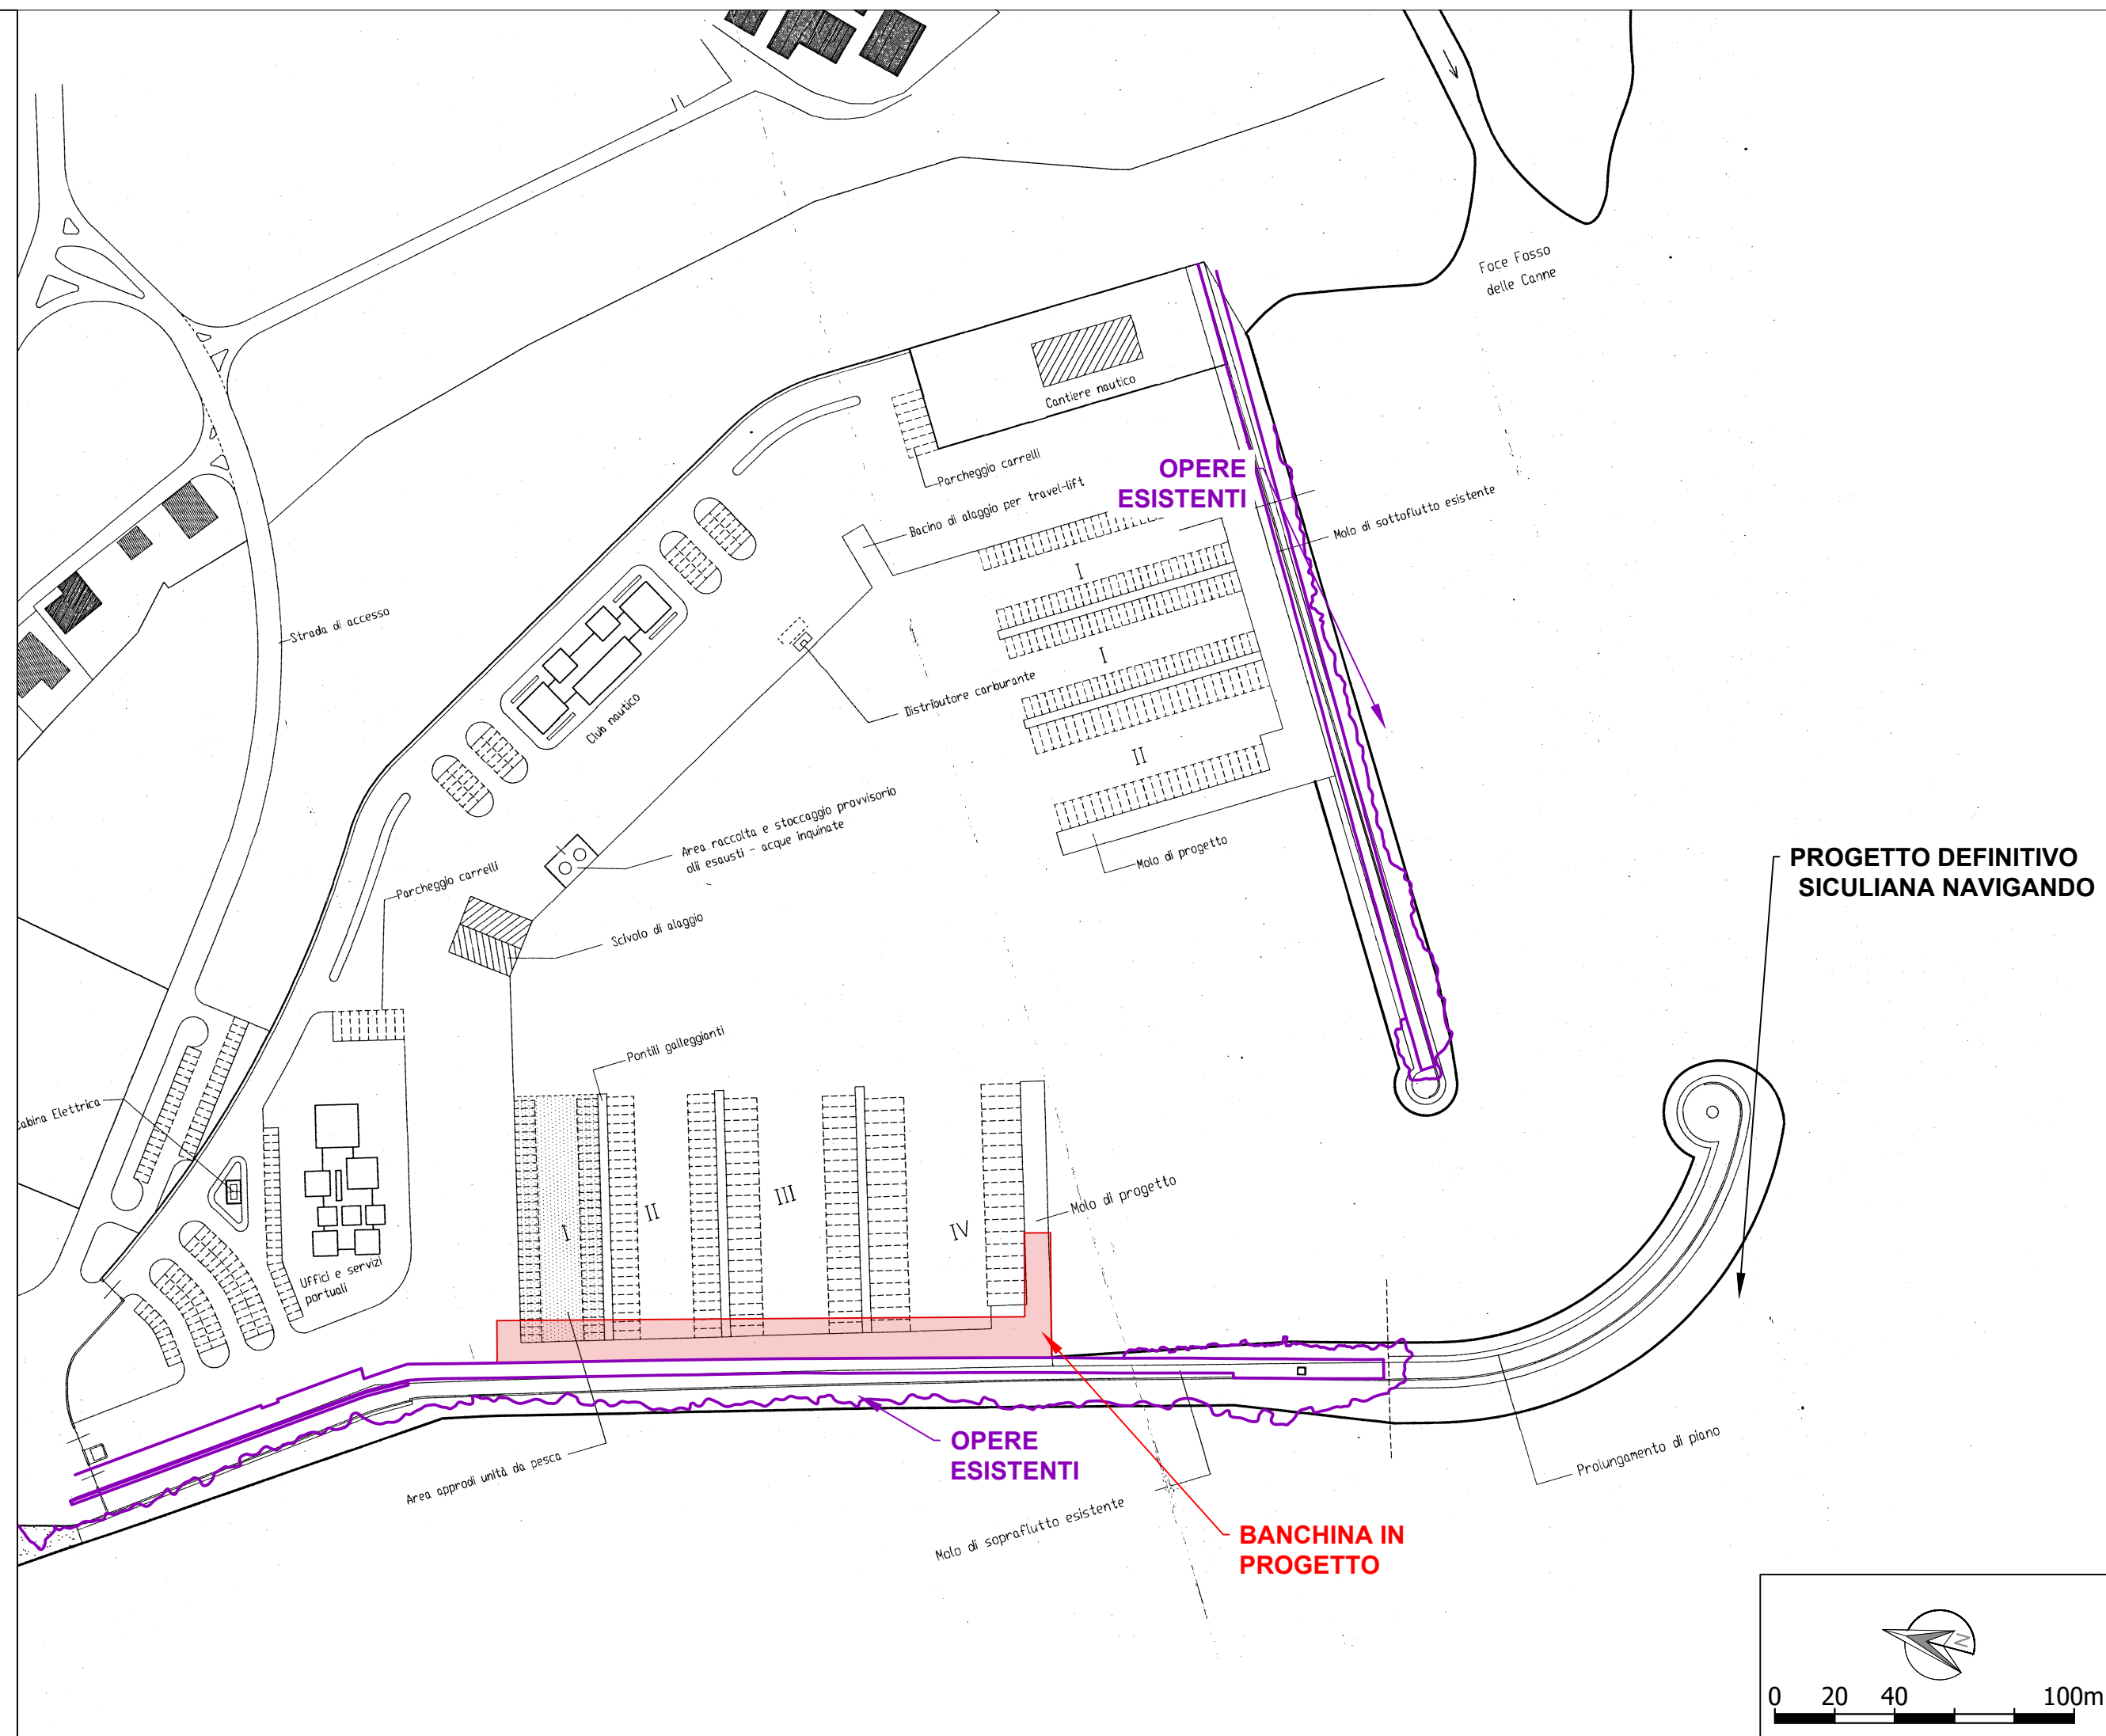 Foce Fosso
delle Canne
Cantiere nautico
Parcheggio carrelli
OPERE
ESISTENTI
Bacino di alaggio per travel-lift
Molo di sottoflutto esistente
I
Strada di accesso
I
Distributore carburante
Club nautico
II
Area raccolta e stoccaggio provvisorio
olii esausti - acque inquinate
Molo di progetto
PROGETTO DEFINITIVO
SICULIANA NAVIGANDO
Parcheggio carrelli
Scivolo di alaggio
Pontili galleggianti
Cabina Elettrica
Molo di progetto
I
II
III
IV
Uffici e servizi
portuali
OPERE
ESISTENTI
Area approdi unità da pesca
Prolungamento di piano
Molo di sopraflutto esistente
BANCHINA IN
PROGETTO
N
0 20 40 100m